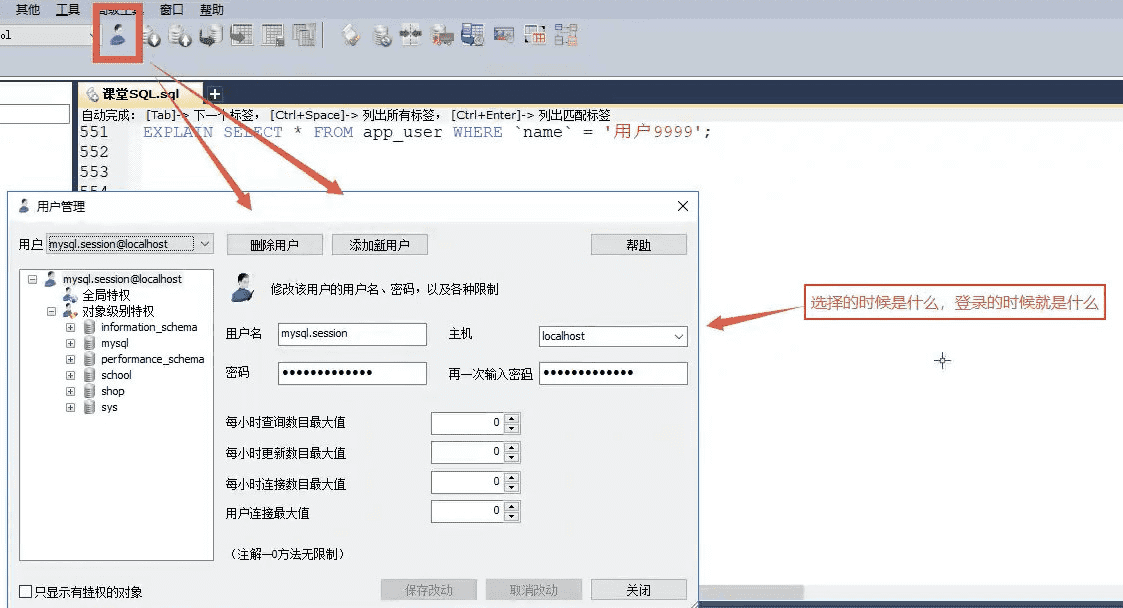 其他 工具 高级工具 窗口 帮助
ol
课堂SQL.sql
自动完成: [Tab]-> 下一个标签, [Ctrl+Space]-> 列出所有标签, [Ctrl+Enter]-> 列出匹配标签
551 EXPLAIN SELECT * FROM app_user WHERE `name` = '用户9999';
552
553
554
用户管理
用户 mysql.session@localhost 删除用户 添加新用户 帮助
mysql.session@localhost
全局特权
对象级别特权
information_schema
mysql
performance_schema
school
shop
sys
修改该用户的用户名、密码，以及各种限制
用户名 mysql.session 主机 localhost
密码 ●●●●●●●●●●●●● 再一次输入密码 ●●●●●●●●●●●●●
每小时查询数目最大值 0
每小时更新数目最大值 0
每小时连接数目最大值 0
用户连接最大值 0
（注解—0方法无限制）
只显示有授权的对象 保存改动 取消改动 关闭
选择的时候是什么，登录的时候就是什么